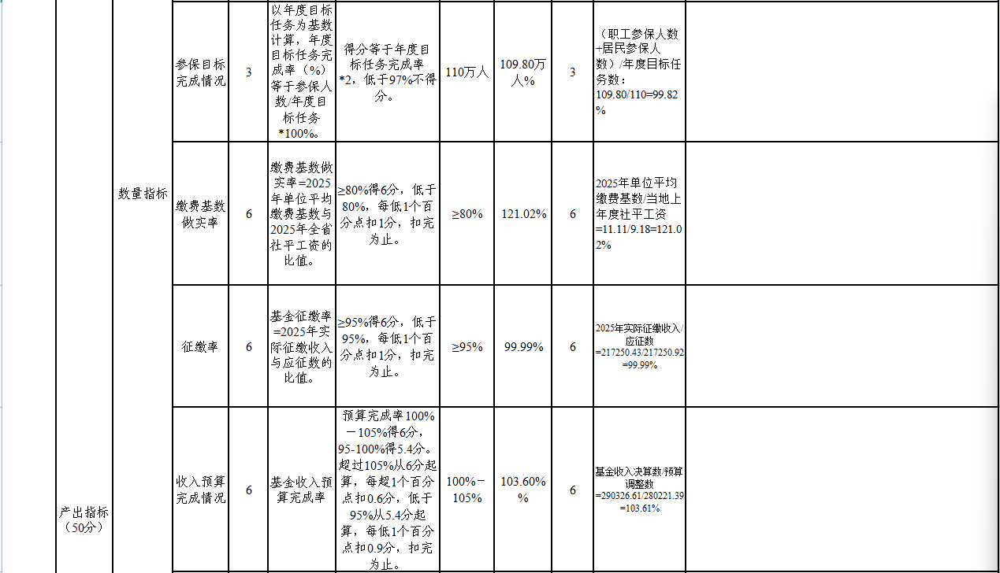 产出指标
（50分）
数量指标
参保目标
完成情况
3
以年度目标
任务为基数
计算，年度
目标任务完
成率（%）
等于参保人
数/年度目
标任务
*100%。
得分等于年度目
标任务完成率
*2，低于97%不得
分。
110万人
109.80万
人%
3
（职工参保人数
+居民参保人
数）/年度目标任
务数：
109.80/110=99.82
%
缴费基数
做实率
6
缴费基数做
实率=2025
年单位平均
缴费基数与
2025年全省
社平工资的
比值。
≥80%得6分，低于
80%，每低1个百
分点扣1分，扣完
为止。
≥80%
121.02%
6
2025年单位平均
缴费基数/当地上
年度社平工资
=11.11/9.18=121.0
2%
征缴率
6
基金征缴率
=2025年实
际征缴收入
与应征数的
比值。
≥95%得6分，低于
95%，每低1个百
分点扣1分，扣完
为止。
≥95%
99.99%
6
2025年实际征缴收入/
应征数
=217250.43/217250.92
=99.99%
收入预算
完成情况
6
基金收入预
算完成率
预算完成率100%
－105%得6分，
95-100%得5.4分。
超过105%从6分起
算，每超1个百分
点扣0.6分，低于
95%从5.4分起
算，每低1个百分
点扣0.9分，扣完
为止。
100%－
105%
103.60%
%
6
基金收入决算数/预算
调整数
=290326.61/280221.39
=103.61%